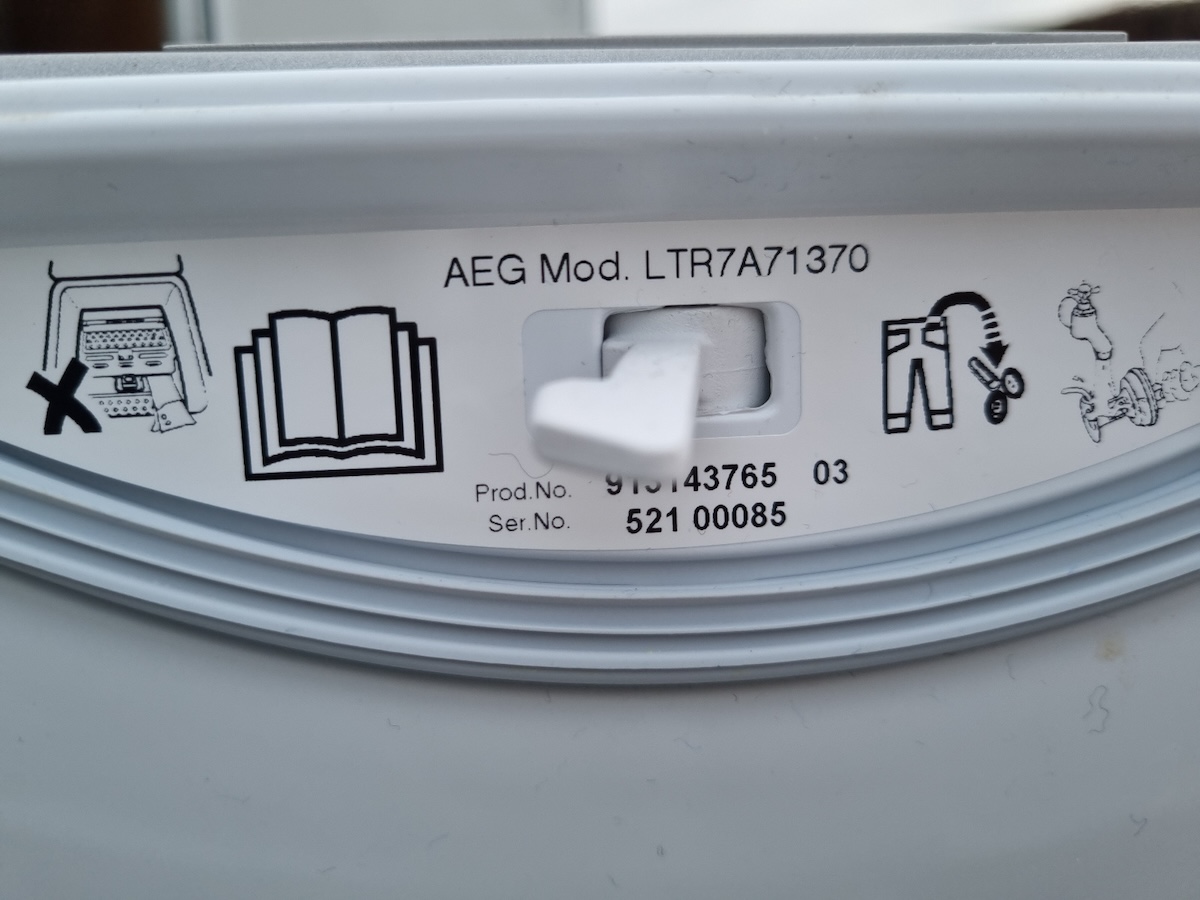 AEG Mod. LTR7A71370
Prod.No. 03
Ser.No. 521 00085